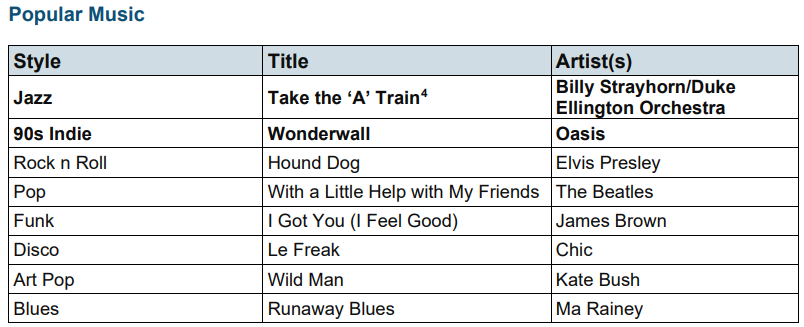 Popular Music
Style Title Artist(s)
Jazz Take the ‘A’ Train⁴ Billy Strayhorn/Duke
Ellington Orchestra
90s Indie Wonderwall Oasis
Rock n Roll Hound Dog Elvis Presley
Pop With a Little Help with My Friends The Beatles
Funk I Got You (I Feel Good) James Brown
Disco Le Freak Chic
Art Pop Wild Man Kate Bush
Blues Runaway Blues Ma Rainey